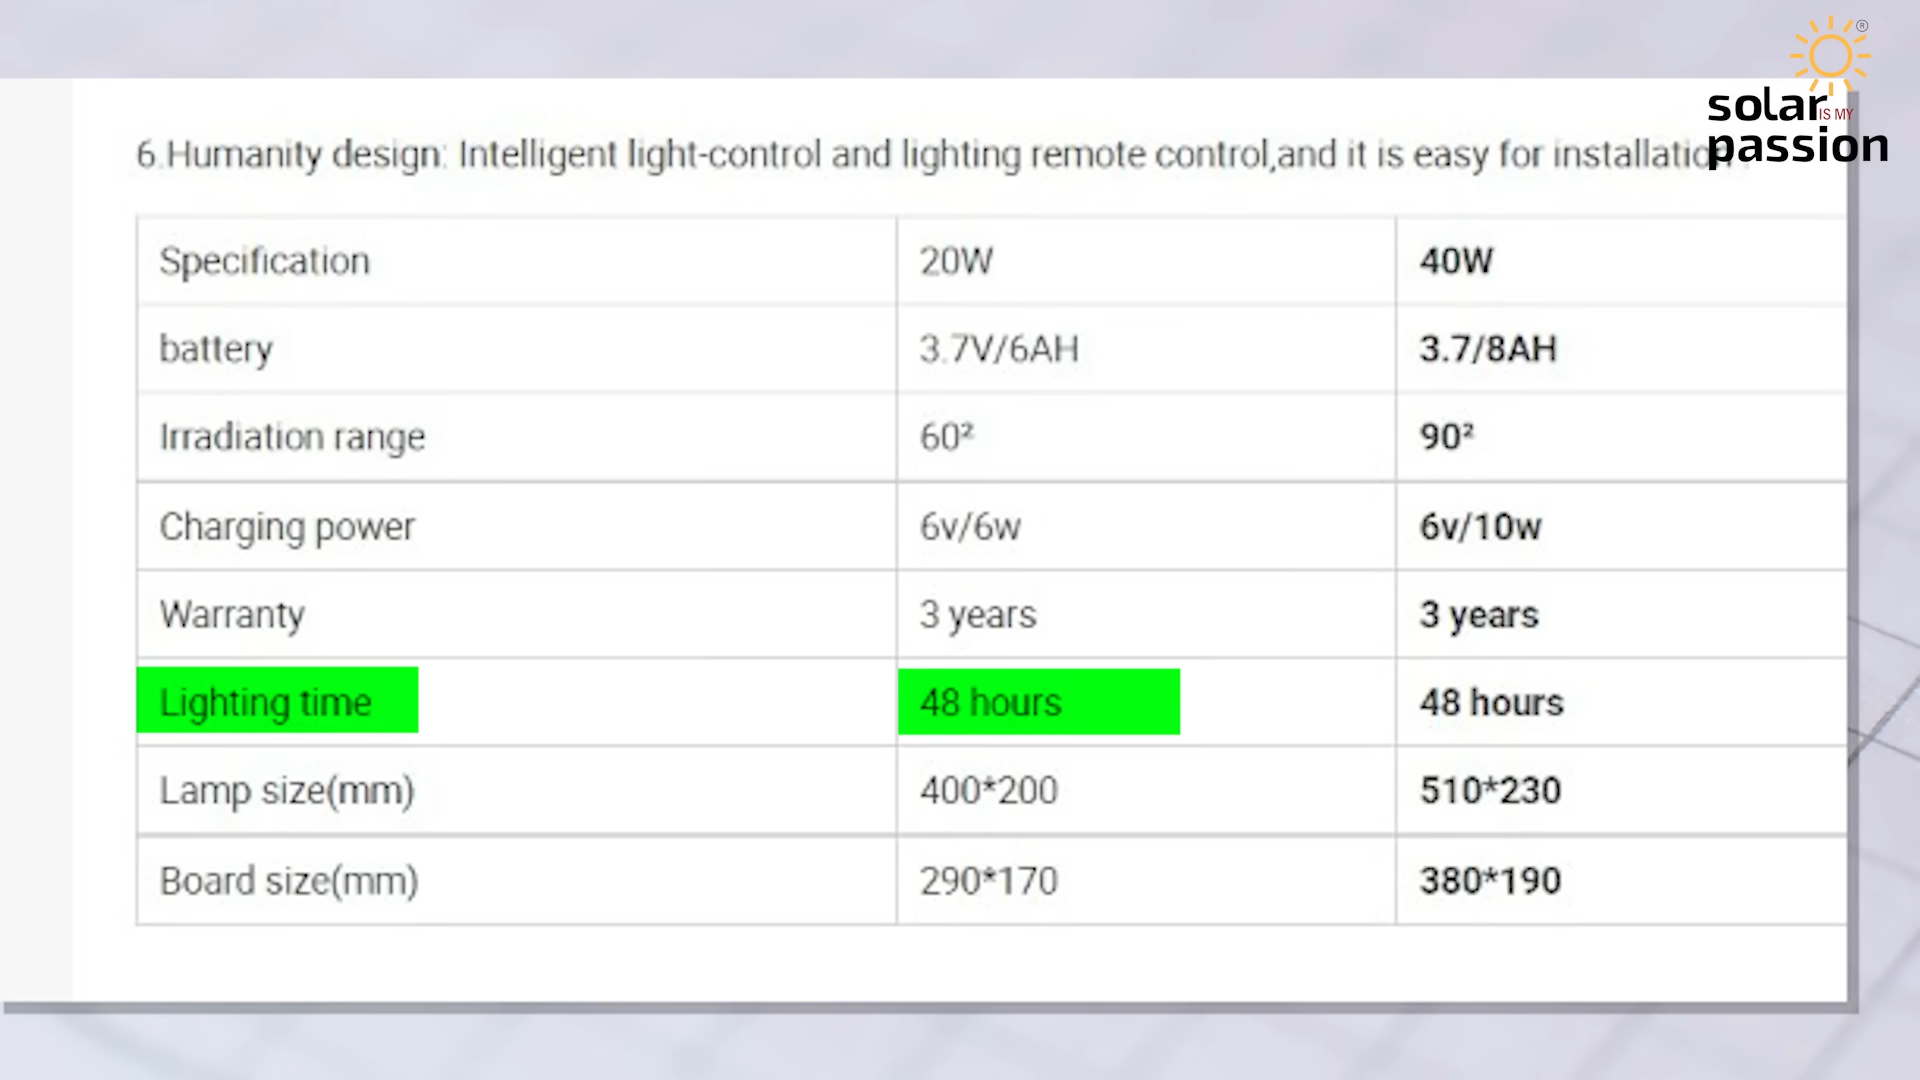 ®
solar IS MY
passion
6.Humanity design: Intelligent light-control and lighting remote control,and it is easy for installation
Specification 20W 40W
battery 3.7V/6AH 3.7/8AH
Irradiation range 60² 90²
Charging power 6v/6w 6v/10w
Warranty 3 years 3 years
Lighting time 48 hours 48 hours
Lamp size(mm) 400*200 510*230
Board size(mm) 290*170 380*190